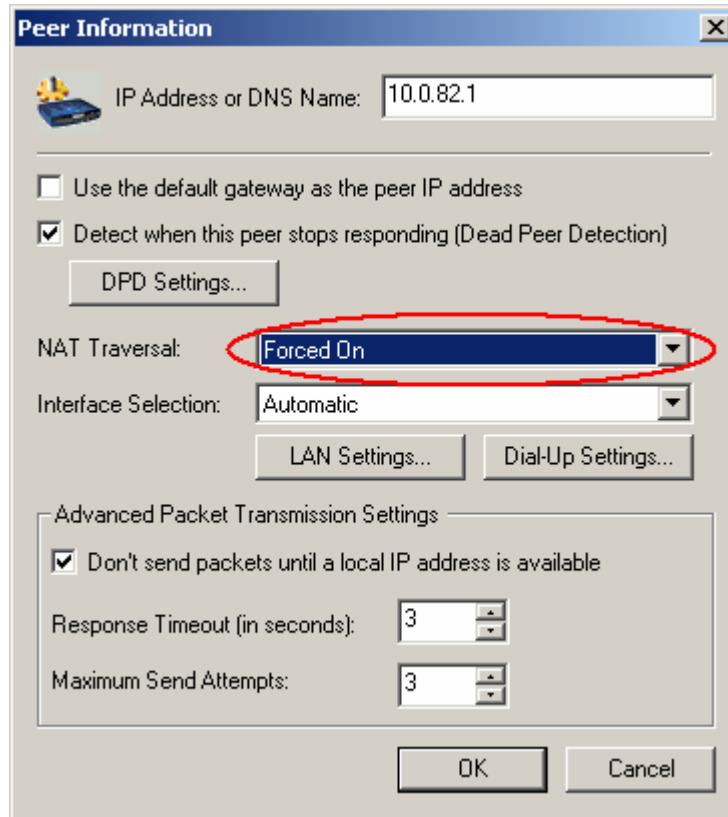 Peer Information
IP Address or DNS Name: 10.0.82.1
Use the default gateway as the peer IP address
Detect when this peer stops responding (Dead Peer Detection)
DPD Settings...
NAT Traversal: Forced On
Interface Selection: Automatic
LAN Settings... Dial-Up Settings...
Advanced Packet Transmission Settings
Don't send packets until a local IP address is available
Response Timeout (in seconds): 3
Maximum Send Attempts: 3
OK Cancel